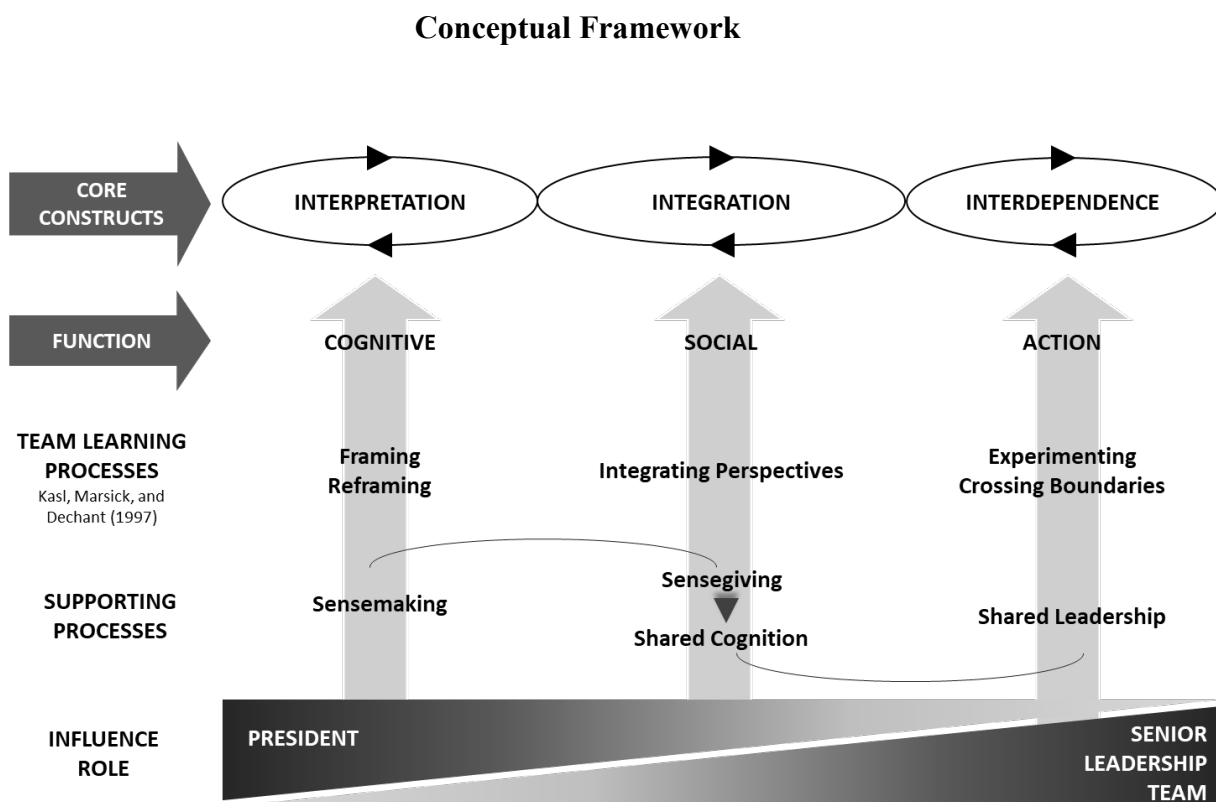 Conceptual Framework
CORE
CONSTRUCTS
INTERPRETATION
INTEGRATION
INTERDEPENDENCE
FUNCTION
COGNITIVE
SOCIAL
ACTION
TEAM LEARNING
PROCESSES
Kasl, Marsick, and
Dechant (1997)
Framing
Reframing
Integrating Perspectives
Experimenting
Crossing Boundaries
SUPPORTING
PROCESSES
Sensemaking
Sensegiving
Shared Cognition
Shared Leadership
INFLUENCE
ROLE
PRESIDENT
SENIOR
LEADERSHIP
TEAM